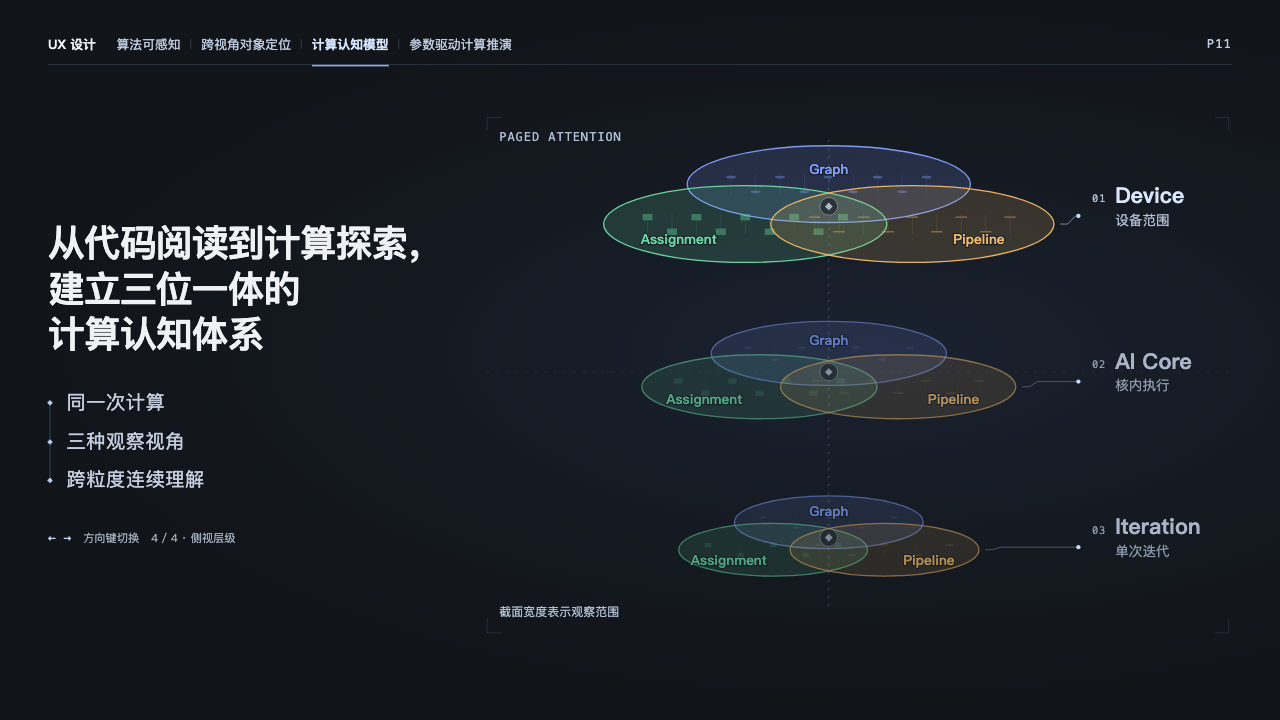 UX 设计
算法可感知
跨视角对象定位
计算认知模型
参数驱动计算推演
P11
从代码阅读到计算探索，
建立三位一体的
计算认知体系
同一次计算
三种观察视角
跨粒度连续理解
← → 方向键切换 4 / 4 · 侧视层级
PAGED ATTENTION
Graph
Assignment
Pipeline
01 Device
设备范围
Graph
Assignment
Pipeline
02 AI Core
核内执行
Graph
Assignment
Pipeline
03 Iteration
单次迭代
截面宽度表示观察范围